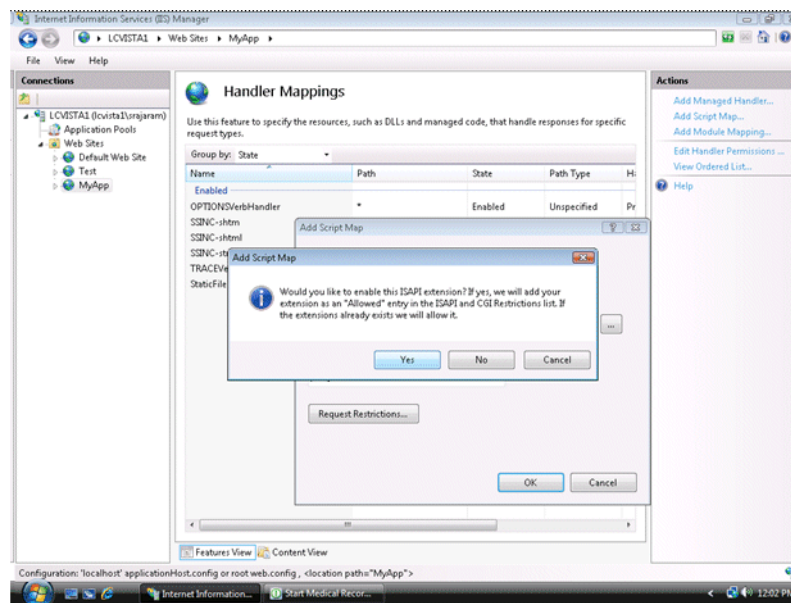 Internet Information Services (IIS) Manager
LCVISTA1 Web Sites MyApp
File View Help
Connections
LCVISTA1 (lcvista1\srajaram)
Application Pools
Web Sites
Default Web Site
Test
MyApp
Handler Mappings
Use this feature to specify the resources, such as DLLs and managed code, that handle responses for specific
request types.
Group by: State
Name Path State Path Type
Enabled
OPTIONSVerbHandler * Enabled Unspecified Pr
SSINC-shtm
SSINC-shtml
TRACEVe
StaticFile
Add Script Map
Add Script Map
Would you like to enable this ISAPI extension? If yes, we will add your
extension as an "Allowed" entry in the ISAPI and CGI Restrictions list. If
the extensions already exists we will allow it.
Yes No Cancel
...
Request Restrictions...
OK Cancel
Features View Content View
Actions
Add Managed Handler...
Add Script Map...
Add Module Mapping...
Edit Handler Permissions ...
View Ordered List...
Help
Configuration: 'localhost' applicationHost.config or root web.config , <location path="MyApp">
Internet Information... Start Medical Recor... 12:02 PM